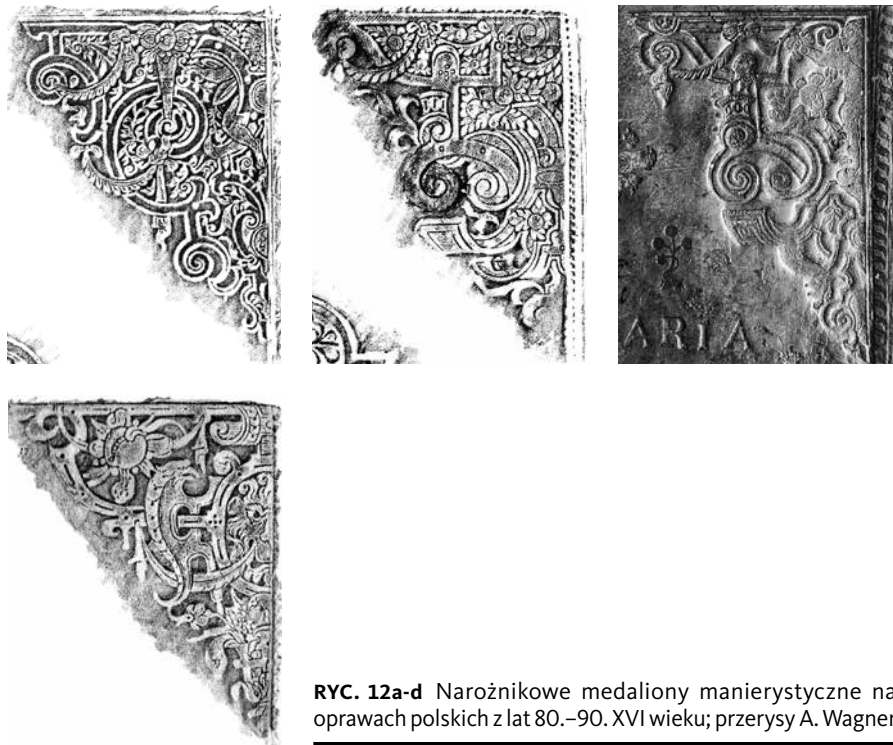 ARIA
RYC. 12a-d Narożnikowe medaliony manierystyczne na
oprawach polskich z lat 80.–90. XVI wieku; przerysy A. Wagner